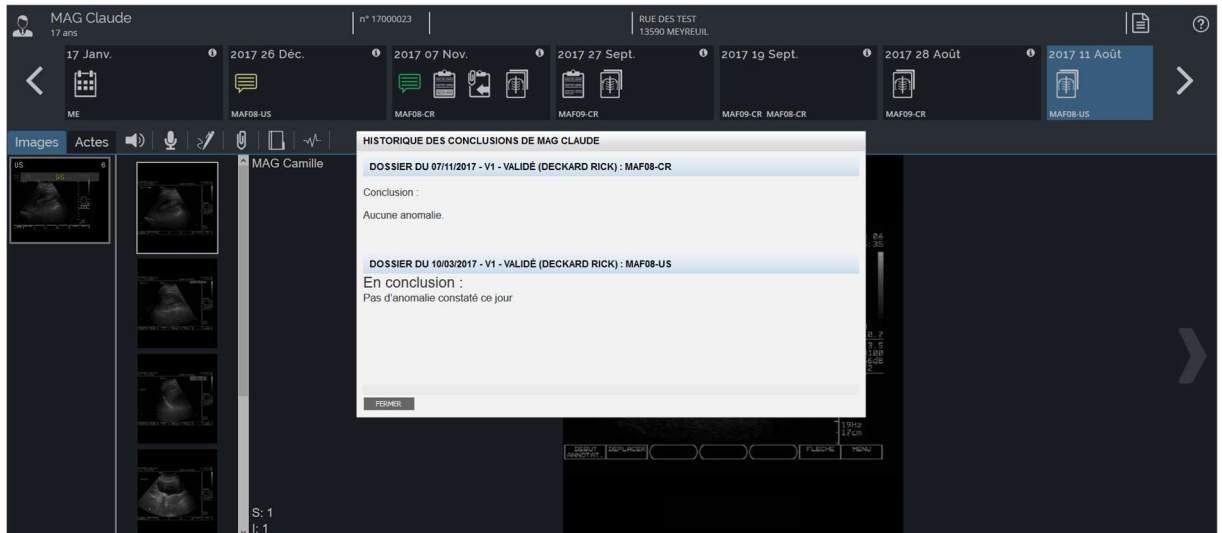 MAG Claude
17 ans
n° 17000023
RUE DES TEST
13590 MEYREUIL
17 Janv.
ME
2017 26 Déc.
MAF08-US
2017 07 Nov.
MAF08-CR
2017 27 Sept.
MAF09-CR
2017 19 Sept.
MAF09-CR MAF08-CR
2017 28 Août
MAF09-CR
2017 11 Août
MAF08-US
Images
Actes
US 6
US
MAG Camille
HISTORIQUE DES CONCLUSIONS DE MAG CLAUDE
DOSSIER DU 07/11/2017 - V1 - VALIDÉ (DECKARD RICK) : MAF08-CR
Conclusion :
Aucune anomalie.
DOSSIER DU 10/03/2017 - V1 - VALIDÉ (DECKARD RICK) : MAF08-US
En conclusion :
Pas d'anomalie constaté ce jour
FERMER
19Hz
17cm
DEBUT
ANNOTAT.
DEPLACER
FLECHE
MENU
S: 1
I: 1